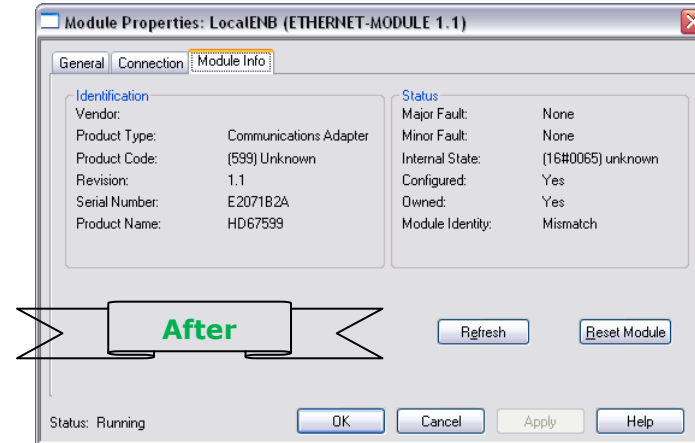 Module Properties: LocalENB (ETHERNET-MODULE 1.1)
General Connection Module Info
Identification
Vendor:
Product Type: Communications Adapter
Product Code: (599) Unknown
Revision: 1.1
Serial Number: E2071B2A
Product Name: HD67599
Status
Major Fault: None
Minor Fault: None
Internal State: (16#0065) unknown
Configured: Yes
Owned: Yes
Module Identity: Mismatch
After
Refresh Reset Module
Status: Running OK Cancel Apply Help